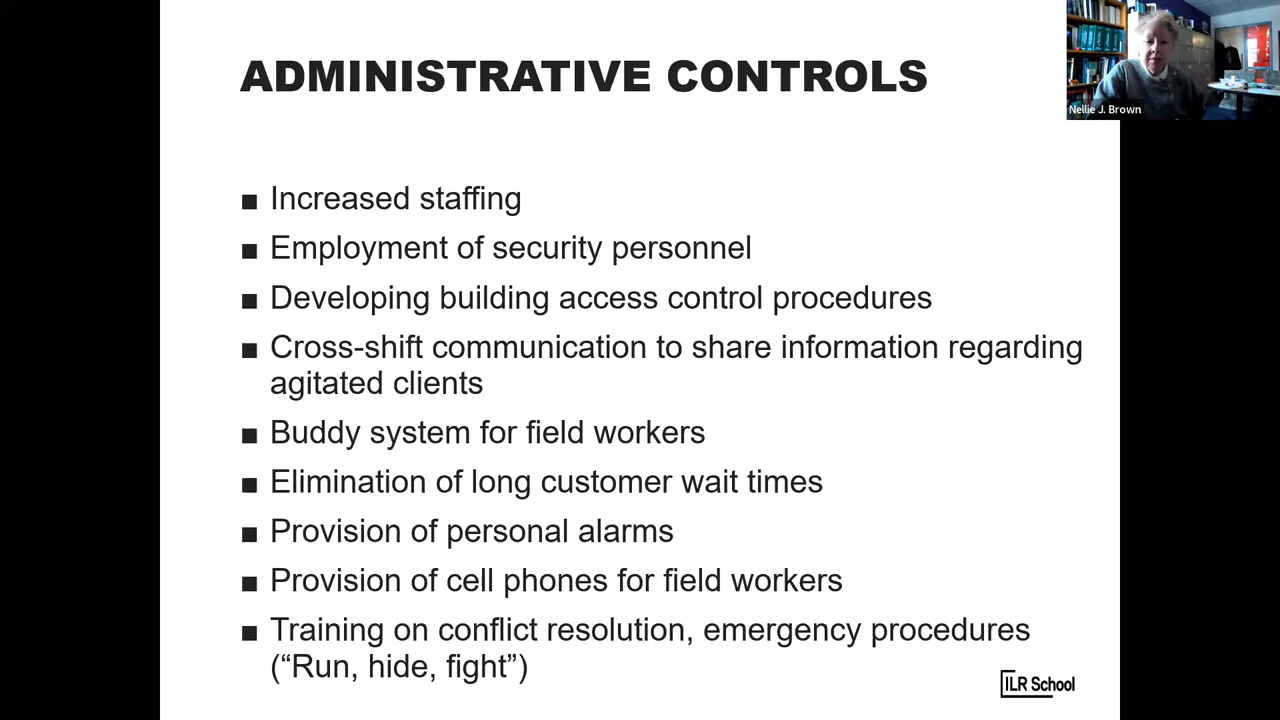 ADMINISTRATIVE CONTROLS
Nellie J. Brown
■ Increased staffing
■ Employment of security personnel
■ Developing building access control procedures
■ Cross-shift communication to share information regarding
agitated clients
■ Buddy system for field workers
■ Elimination of long customer wait times
■ Provision of personal alarms
■ Provision of cell phones for field workers
■ Training on conflict resolution, emergency procedures
(“Run, hide, fight”)
ILR School